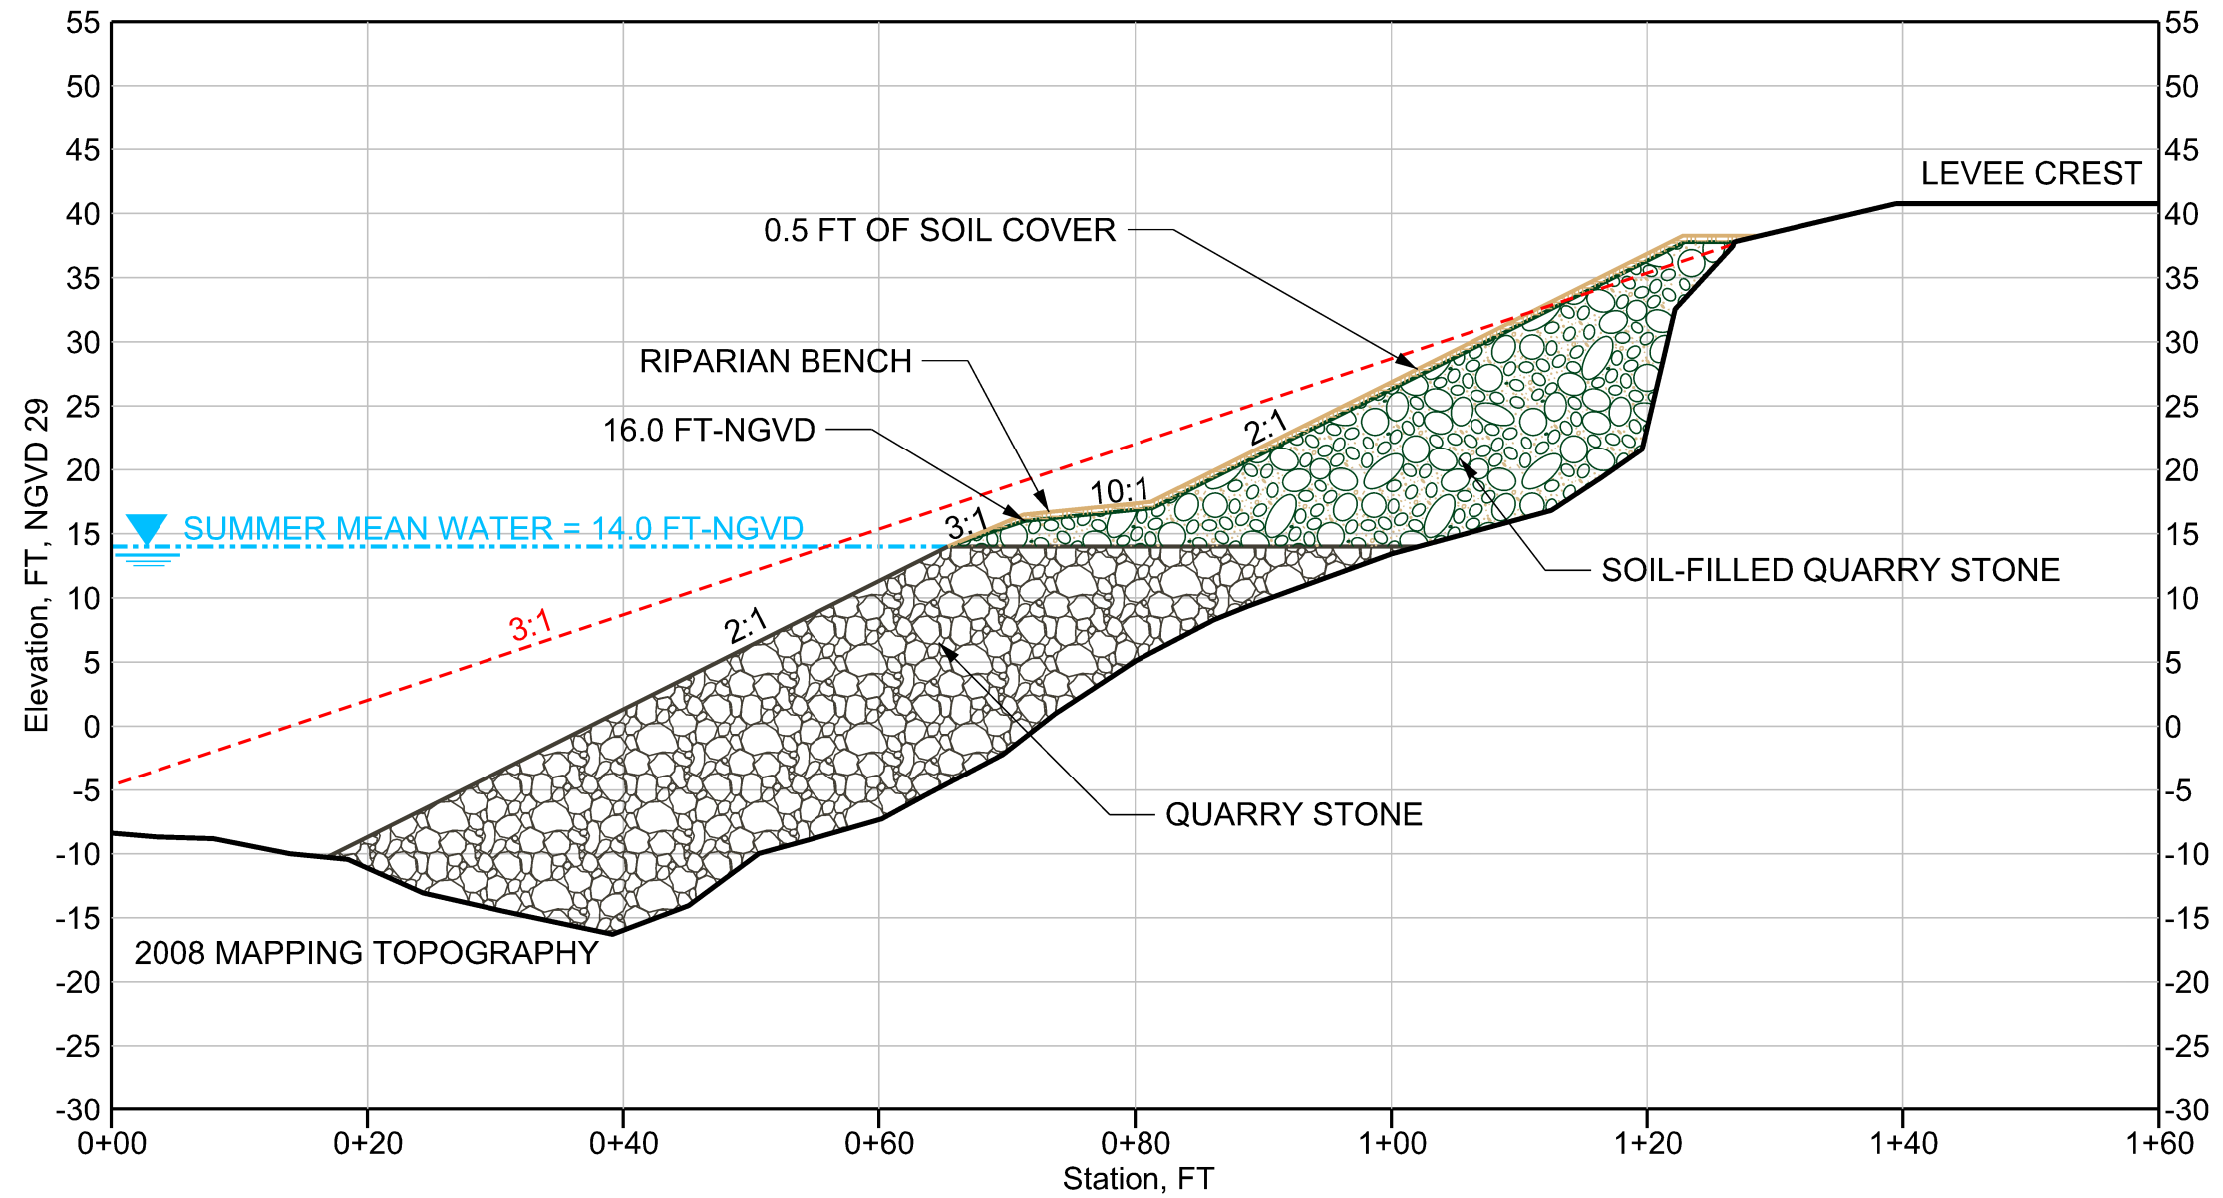 55 55
50 50
45 45
LEVEE CREST
40 40
0.5 FT OF SOIL COVER
35 35
30 30
RIPARIAN BENCH
25 25
16.0 FT-NGVD
2:1
20 20
10:1
3:1
SUMMER MEAN WATER = 14.0 FT-NGVD
15 15
SOIL-FILLED QUARRY STONE
10 10
3:1
2:1
5 5
Elevation, FT, NGVD 29
0 0
-5 -5
QUARRY STONE
-10 -10
-15 -15
2008 MAPPING TOPOGRAPHY
-20 -20
-25 -25
-30 -30
0+00 0+20 0+40 0+60 0+80 1+00 1+20 1+40 1+60
Station, FT